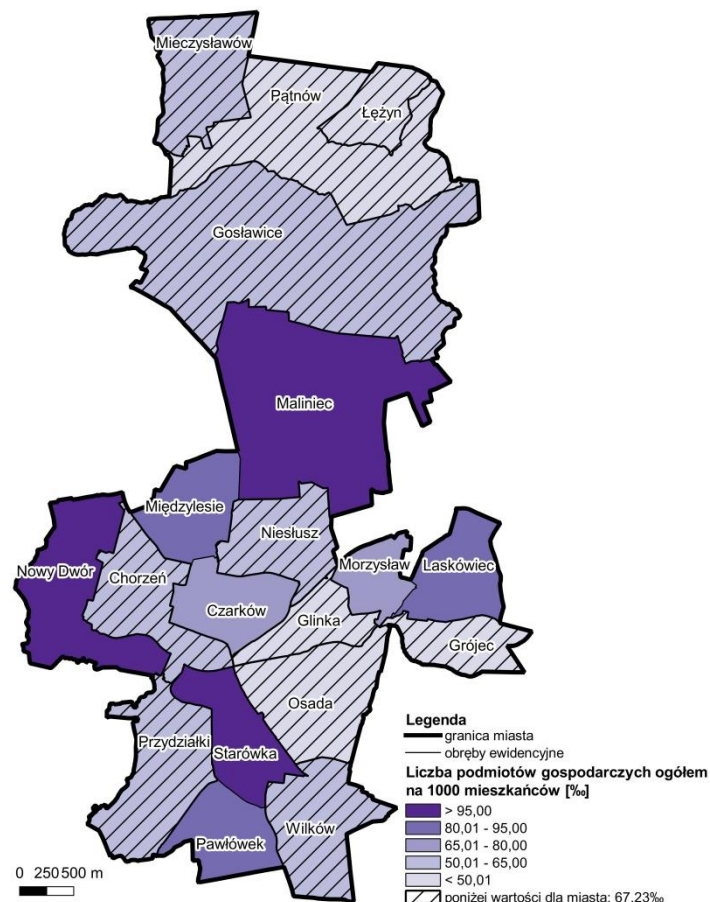 Mieczysławów
Pątnów
Łężyn
Gosławice
Maliniec
Międzylesie
Niesłusz
Nowy Dwór
Chorzeń
Morzysław
Laskówiec
Czarków
Glinka
Grójec
Osada
Przydziałki
Starówka
Wilków
Pawłówek
0 250 500 m
Legenda
granica miasta
obręby ewidencyjne
Liczba podmiotów gospodarczych ogółem
na 1000 mieszkańców [‰]
> 95,00
80,01 - 95,00
65,01 - 80,00
50,01 - 65,00
< 50,01
poniżej wartości dla miasta: 67,23‰